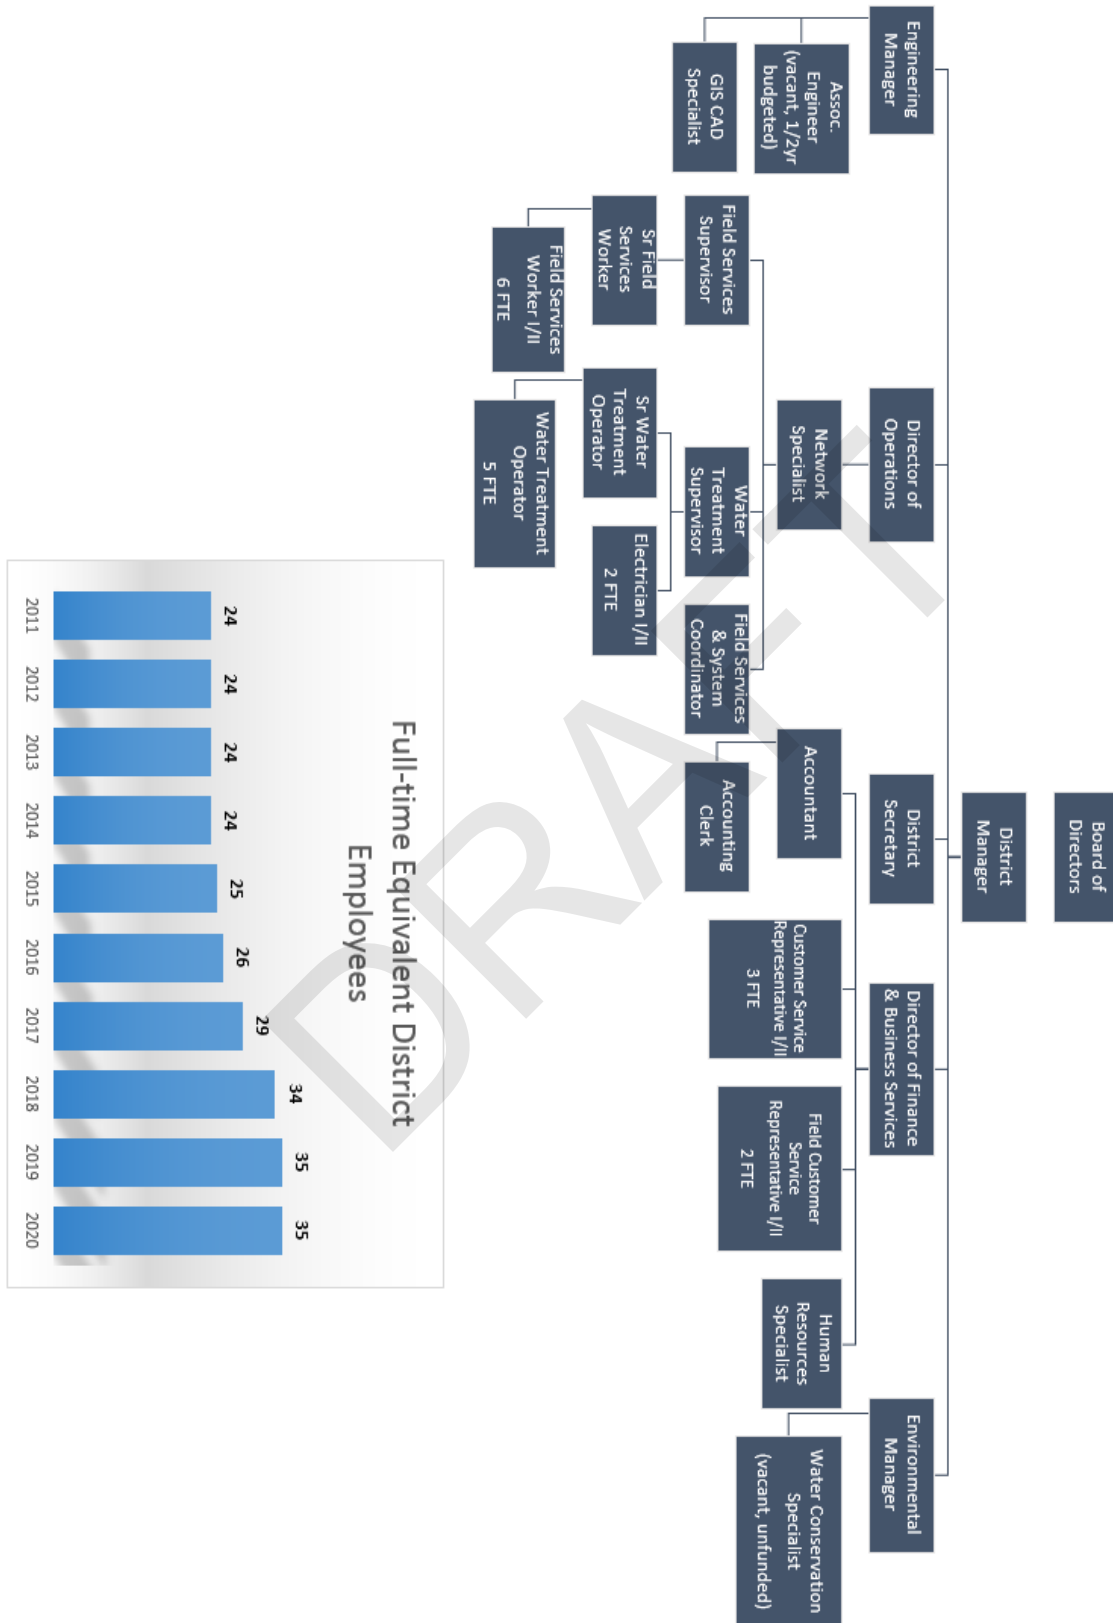 Board of
Directors
District
Manager
Engineering
Manager
Director of
Operations
District
Secretary
Director of Finance
& Business Services
Environmental
Manager
Assoc.
Engineer
(vacant, 1/2yr
budgeted)
GIS CAD
Specialist
Network
Specialist
Field Services
Supervisor
Water
Treatment
Supervisor
Field Services
& System
Coordinator
Sr Field
Services
Worker
Field Services
Worker I/II
6 FTE
Sr Water
Treatment
Operator
Electrician I/II
2 FTE
Water Treatment
Operator
5 FTE
Accountant
Accounting
Clerk
Customer Service
Representative I/II
3 FTE
Field Customer
Service
Representative I/II
2 FTE
Human
Resources
Specialist
Water Conservation
Specialist
(vacant, unfunded)
DRAFT
Full-time Equivalent District
Employees
24
24
24
24
25
26
29
34
35
35
2011
2012
2013
2014
2015
2016
2017
2018
2019
2020